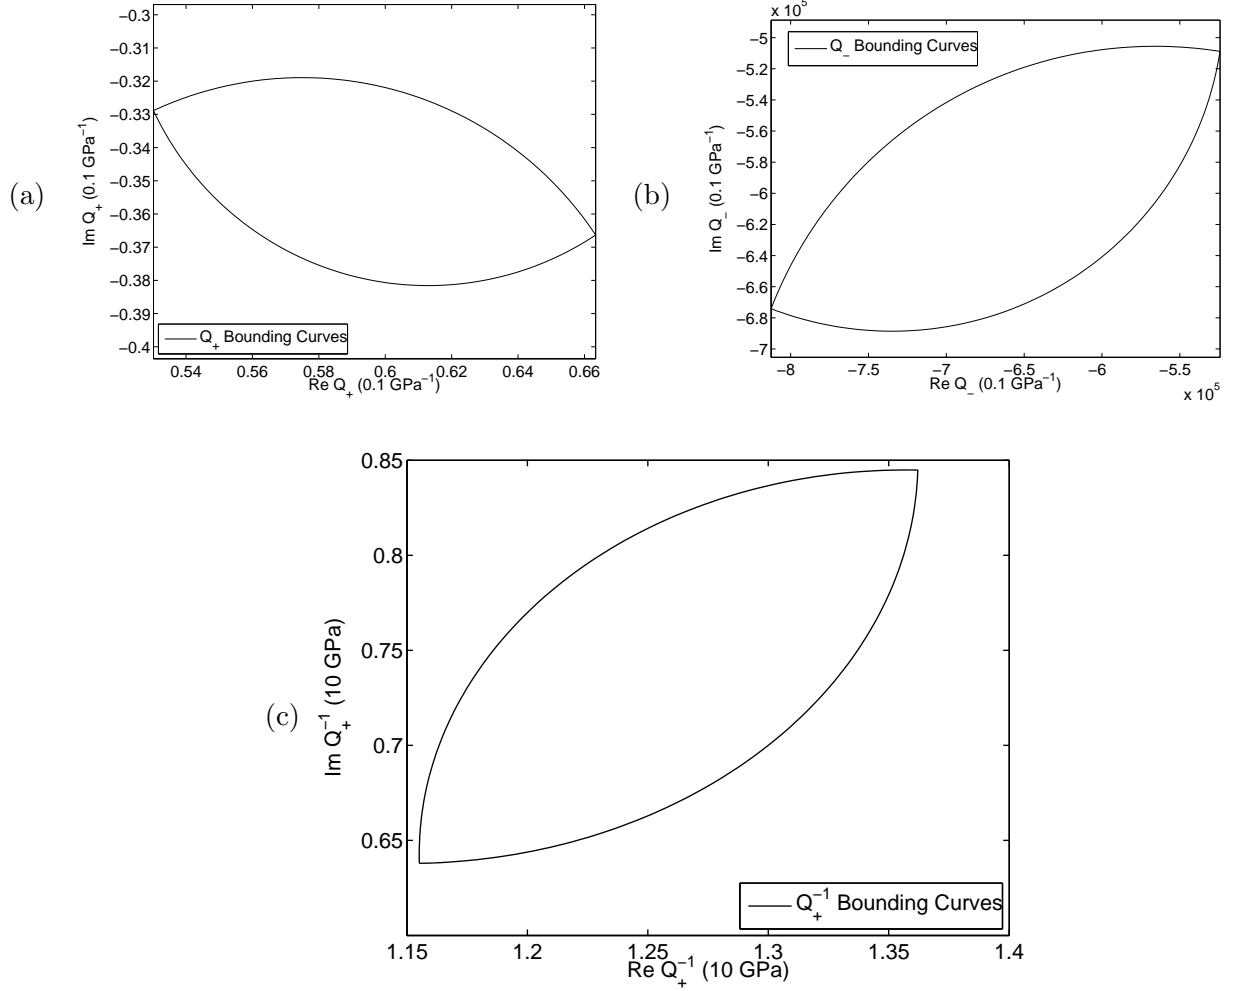 (a)
−0.3
−0.31
−0.32
−0.33
−0.34
−0.35
−0.36
−0.37
−0.38
−0.39
−0.4
Im Q+ (0.1 GPa−1)
Q+ Bounding Curves
0.54 0.56 0.58 0.6 0.62 0.64 0.66
Re Q+ (0.1 GPa−1)
(b)
x 10^5
−5
−5.2
−5.4
−5.6
−5.8
−6
−6.2
−6.4
−6.6
−6.8
−7
Im Q− (0.1 GPa−1)
Q− Bounding Curves
−8 −7.5 −7 −6.5 −6 −5.5
Re Q− (0.1 GPa−1)
x 10^5
(c)
0.85
0.8
0.75
0.7
0.65
Im Q+^−1 (10 GPa)
Q+^−1 Bounding Curves
1.15 1.2 1.25 1.3 1.35 1.4
Re Q+^−1 (10 GPa)